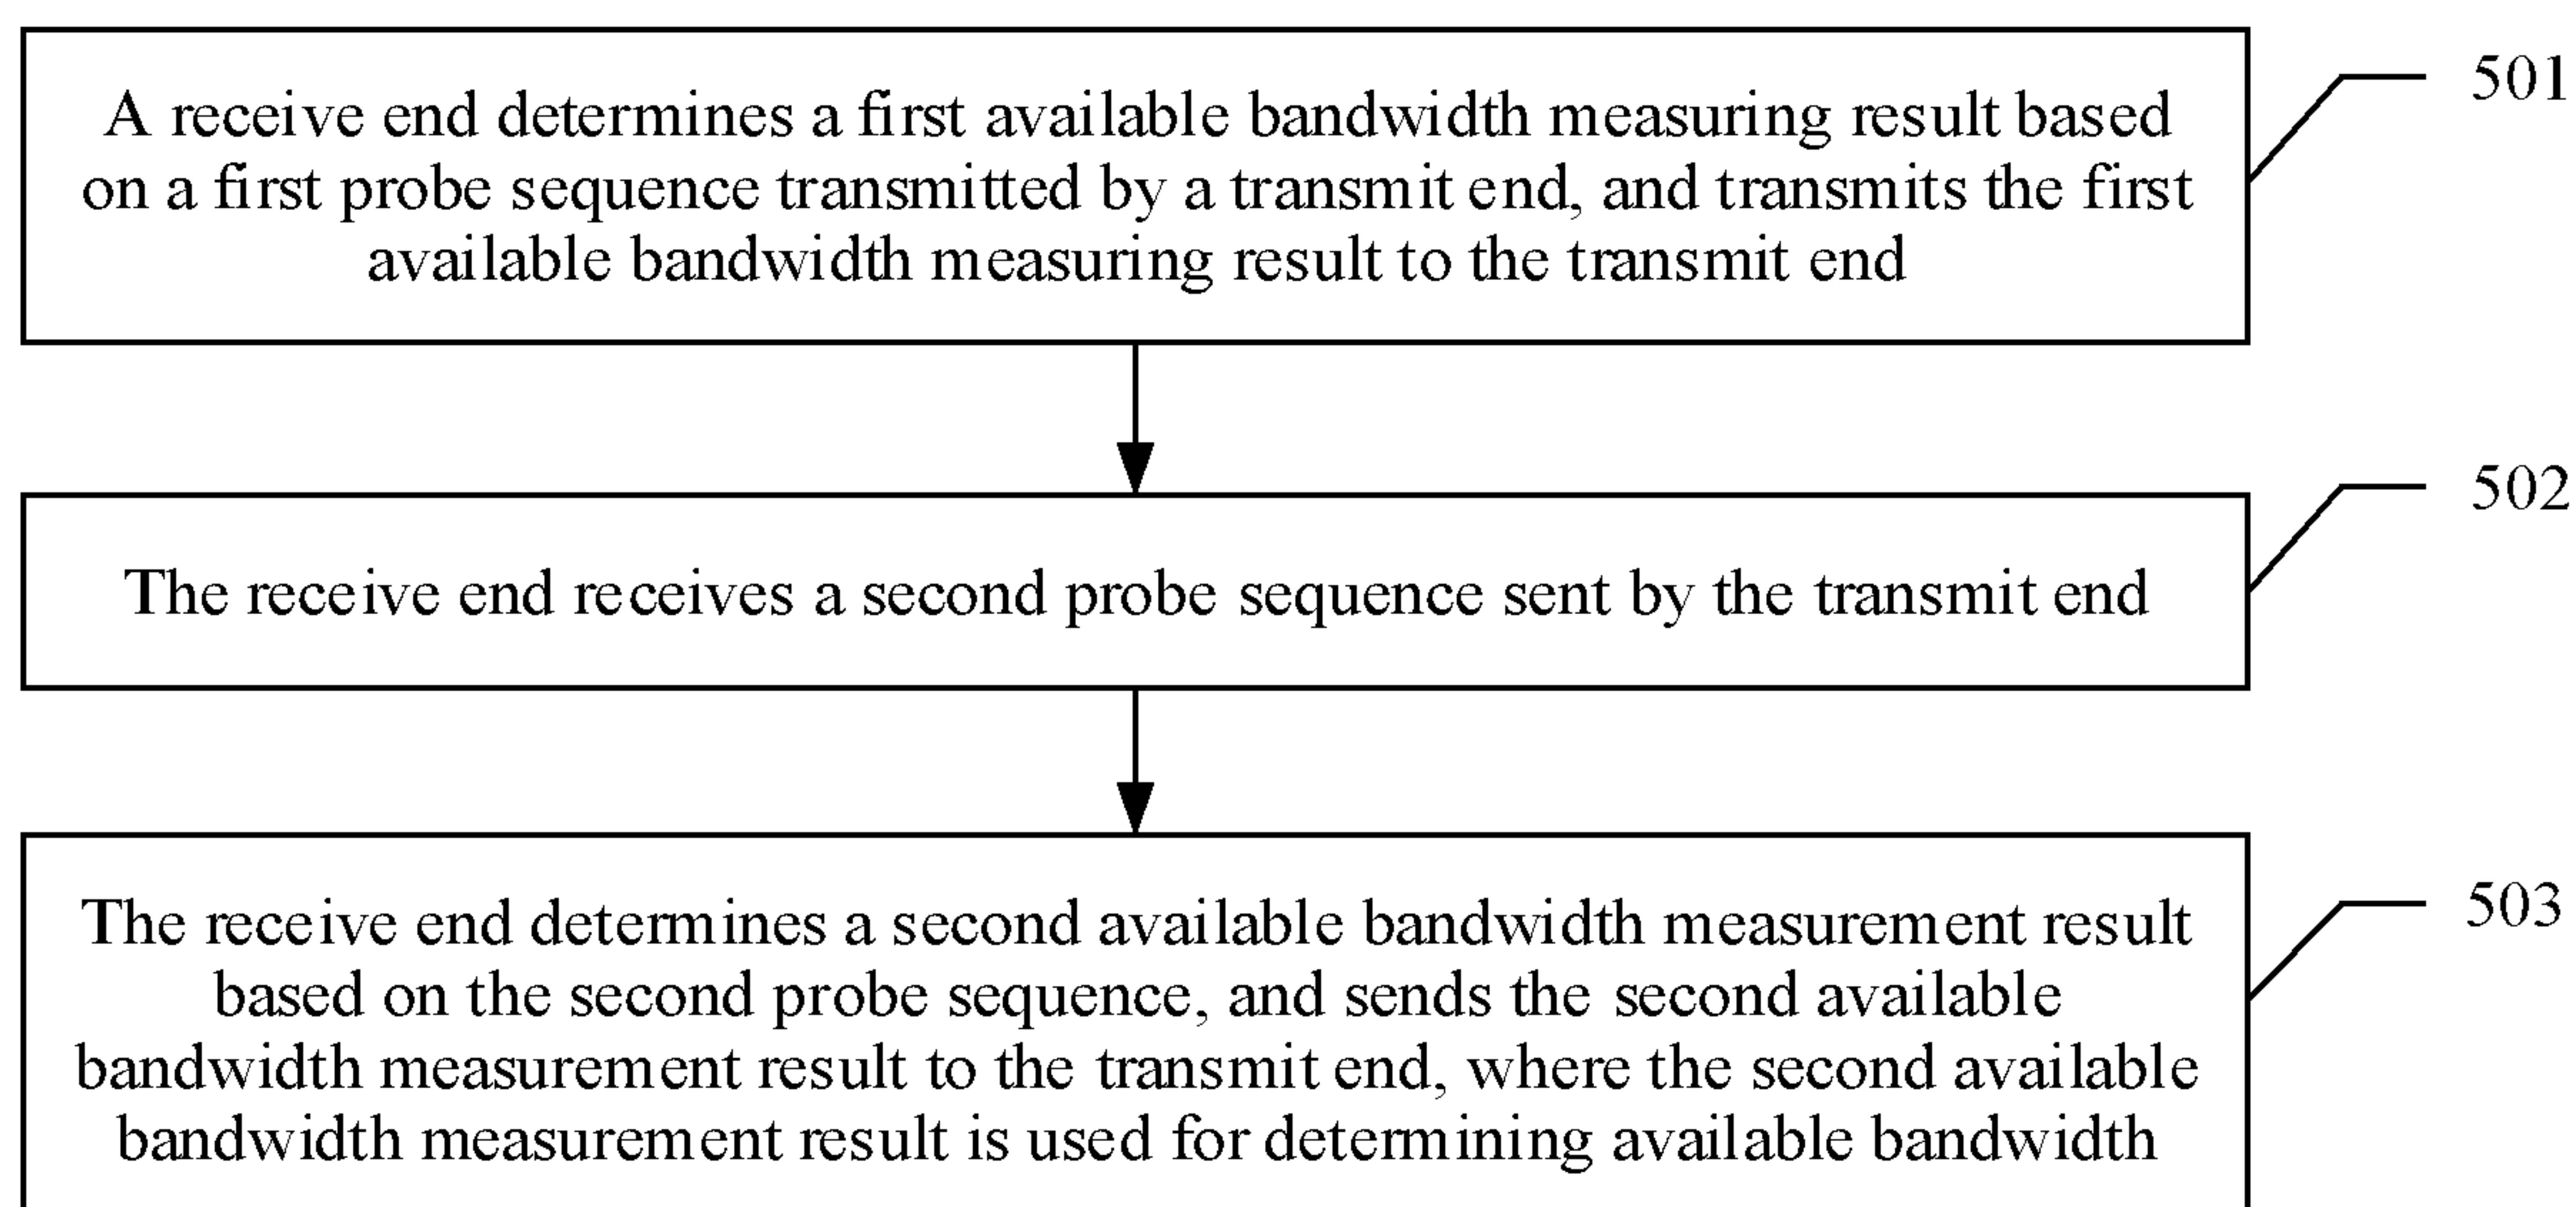 A receive end determines a first available bandwidth measuring result based
on a first probe sequence transmitted by a transmit end, and transmits the first
available bandwidth measuring result to the transmit end
501
The receive end receives a second probe sequence sent by the transmit end
502
The receive end determines a second available bandwidth measurement result
based on the second probe sequence, and sends the second available
bandwidth measurement result to the transmit end, where the second available
bandwidth measurement result is used for determining available bandwidth
503